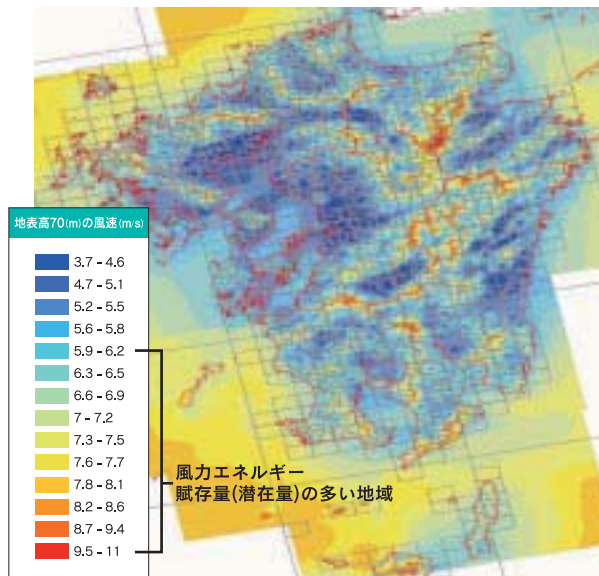 地表高70(m)の風速(m/s)
3.7 - 4.6
4.7 - 5.1
5.2 - 5.5
5.6 - 5.8
5.9 - 6.2
6.3 - 6.5
6.6 - 6.9
7 - 7.2
7.3 - 7.5
7.6 - 7.7
7.8 - 8.1
8.2 - 8.6
8.7 - 9.4
9.5 - 11
風力エネルギー
賦存量(潜在量)の多い地域